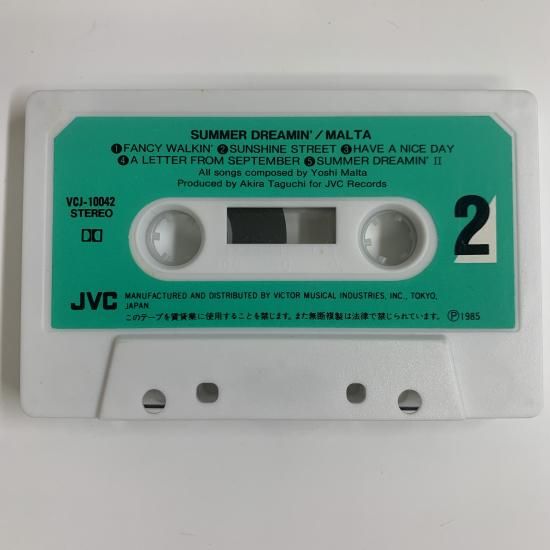 SUMMER DREAMIN'/MALTA
❶FANCY WALKIN' ❷SUNSHINE STREET ❸HAVE A NICE DAY
❹A LETTER FROM SEPTEMBER ❺SUMMER DREAMIN' II
All songs composed by Yoshi Malta
Produced by Akira Taguchi for JVC Records
VCJ-10042
STEREO
2
JVC
MANUFACTURED AND DISTRIBUTED BY VICTOR MUSICAL INDUSTRIES, INC., TOKYO,
JAPAN.
このテープを賃貸業に使用することを禁じます。また無断複製は法律で禁じられています。
Ⓟ1985